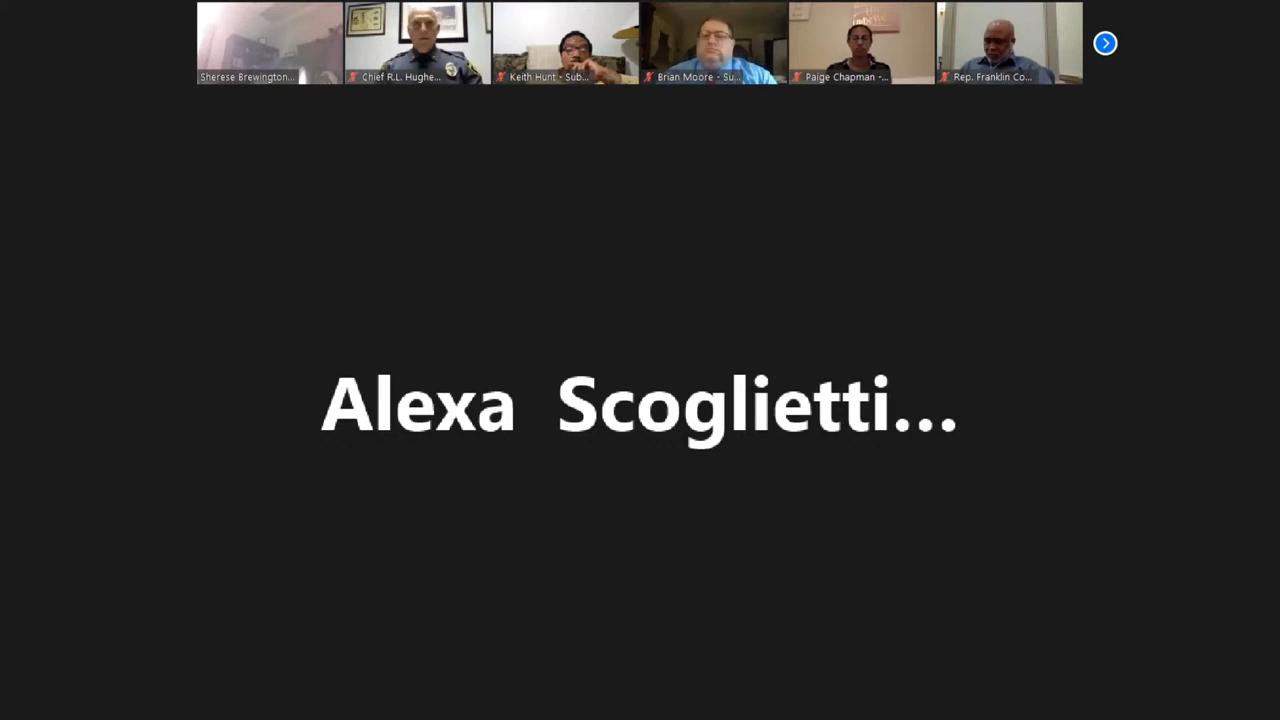 Sherese Brewington...
Chief R.L. Hughe...
Keith Hunt - Sub...
Brian Moore - Su...
Paige Chapman -...
Rep. Franklin Co...
Alexa Scoglietti...